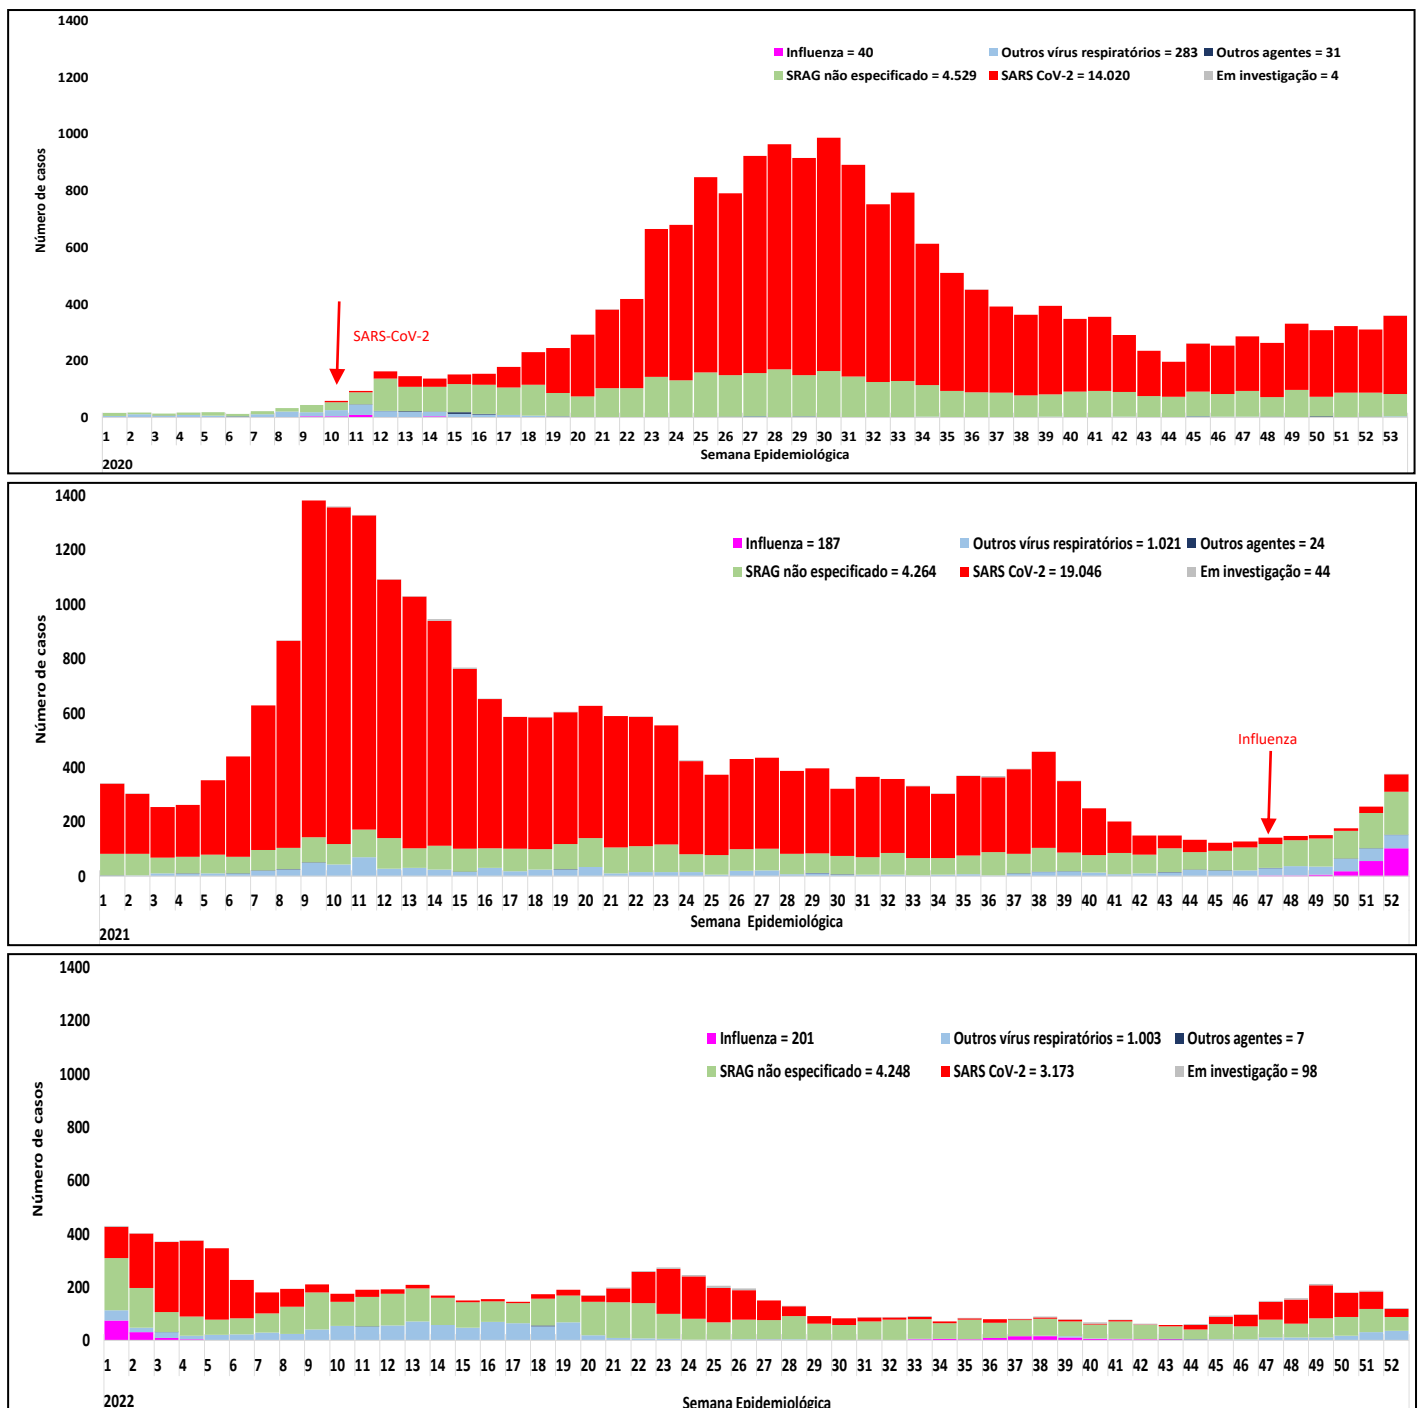 1400
1200
1000
800
600
400
200
0
Número de casos
Influenza = 40
Outros vírus respiratórios = 283
Outros agentes = 31
SRAG não especificado = 4.529
SARS CoV-2 = 14.020
Em investigação = 4
SARS-CoV-2
1 2 3 4 5 6 7 8 9 10 11 12 13 14 15 16 17 18 19 20 21 22 23 24 25 26 27 28 29 30 31 32 33 34 35 36 37 38 39 40 41 42 43 44 45 46 47 48 49 50 51 52 53
2020
Semana Epidemiológica
1400
1200
1000
800
600
400
200
0
Número de casos
Influenza = 187
Outros vírus respiratórios = 1.021
Outros agentes = 24
SRAG não especificado = 4.264
SARS CoV-2 = 19.046
Em investigação = 44
Influenza
1 2 3 4 5 6 7 8 9 10 11 12 13 14 15 16 17 18 19 20 21 22 23 24 25 26 27 28 29 30 31 32 33 34 35 36 37 38 39 40 41 42 43 44 45 46 47 48 49 50 51 52
Semana Epidemiológica
2021
1400
1200
1000
800
600
400
200
0
Número de casos
Influenza = 201
Outros vírus respiratórios = 1.003
Outros agentes = 7
SRAG não especificado = 4.248
SARS CoV-2 = 3.173
Em investigação = 98
1 2 3 4 5 6 7 8 9 10 11 12 13 14 15 16 17 18 19 20 21 22 23 24 25 26 27 28 29 30 31 32 33 34 35 36 37 38 39 40 41 42 43 44 45 46 47 48 49 50 51 52
2022
Semana Epidemiológica